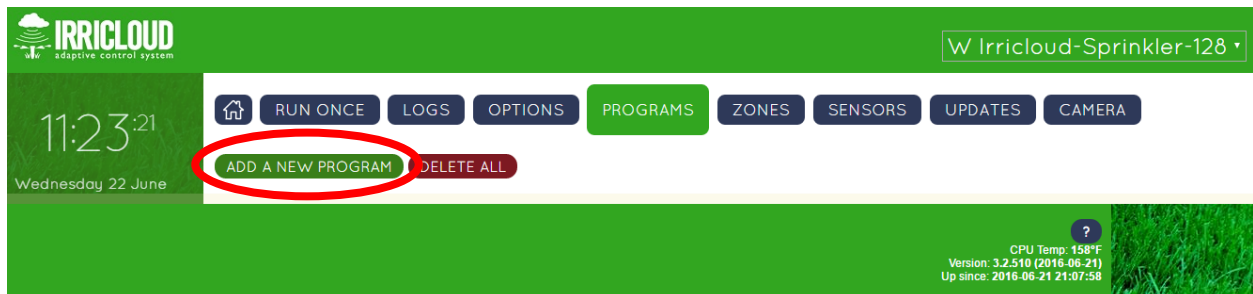 IRRICLOUD
adaptive control system
W Irricloud-Sprinkler-128
11:23:21
Wednesday 22 June
RUN ONCE LOGS OPTIONS PROGRAMS ZONES SENSORS UPDATES CAMERA
ADD A NEW PROGRAM DELETE ALL
?
CPU Temp: 158°F
Version: 3.2.510 (2016-06-21)
Up since: 2016-06-21 21:07:58